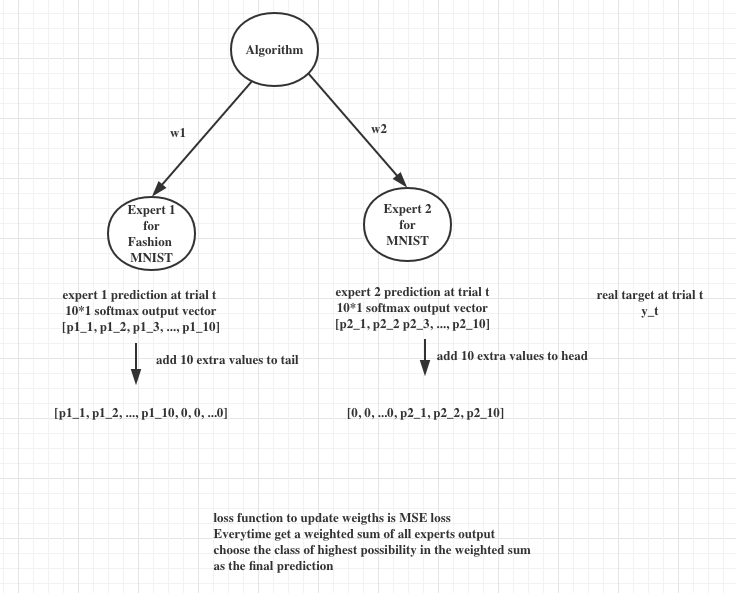 Algorithm
w1
w2
Expert 1
for
Fashion
MNIST
Expert 2
for
MNIST
expert 1 prediction at trial t
10*1 softmax output vector
[p1_1, p1_2, p1_3, ..., p1_10]
expert 2 prediction at trial t
10*1 softmax output vector
[p2_1, p2_2 p2_3, ..., p2_10]
real target at trial t
y_t
add 10 extra values to tail
add 10 extra values to head
[p1_1, p1_2, ..., p1_10, 0, 0, ...0]
[0, 0, ...0, p2_1, p2_2, p2_10]
loss function to update weigths is MSE loss
Everytime get a weighted sum of all experts output
choose the class of highest possibility in the weighted sum
as the final prediction